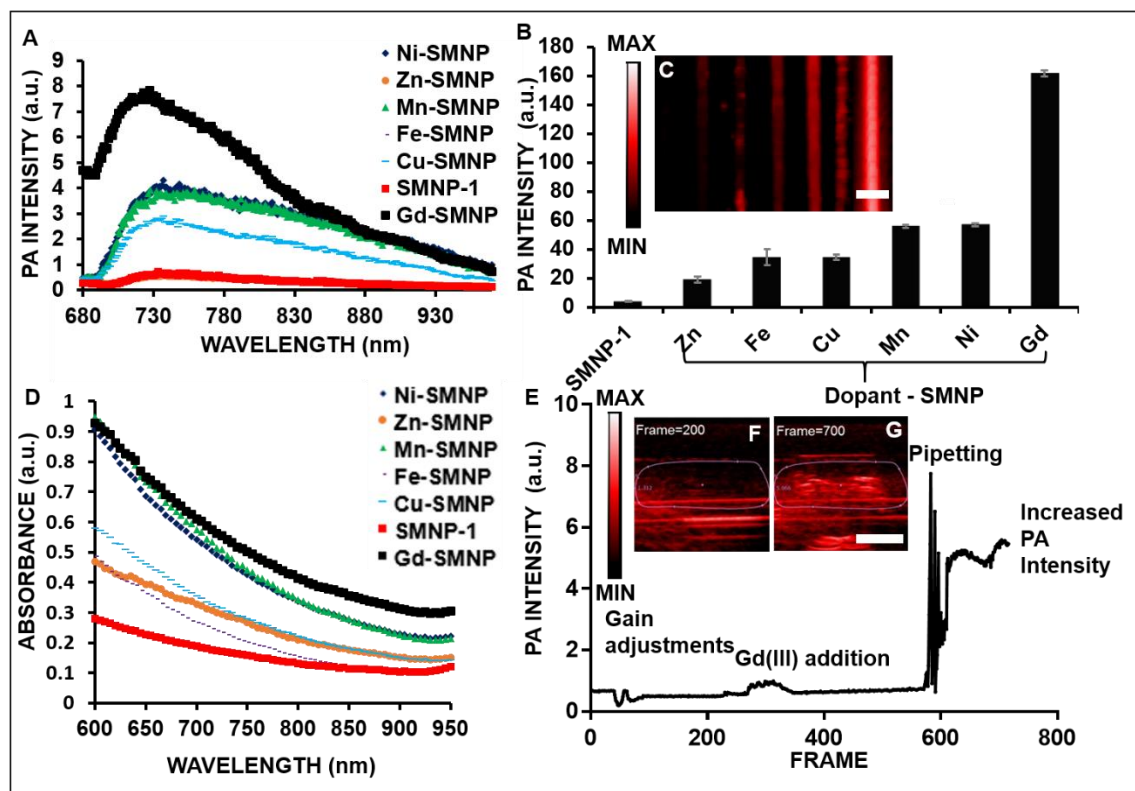 A
PA INTENSITY (a.u.)
9
8
7
6
5
4
3
2
1
0
680 730 780 830 880 930
WAVELENGTH (nm)
Ni-SMNP
Zn-SMNP
Mn-SMNP
Fe-SMNP
Cu-SMNP
SMNP-1
Gd-SMNP
B
PA INTENSITY (a.u.)
180
160
140
120
100
80
60
40
20
0
MAX
MIN
C
SMNP-1 Zn Fe Cu Mn Ni Gd
Dopant - SMNP
D
ABSORBANCE (a.u.)
1
0.9
0.8
0.7
0.6
0.5
0.4
0.3
0.2
0.1
0
600 650 700 750 800 850 900 950
WAVELENGTH (nm)
Ni-SMNP
Zn-SMNP
Mn-SMNP
Fe-SMNP
Cu-SMNP
SMNP-1
Gd-SMNP
E
PA INTENSITY (a.u.)
10
8
6
4
2
0
MAX
MIN
Frame=200 F
Frame=700 G
Pipetting
Increased
PA
Intensity
Gain
adjustments
Gd(III) addition
0 200 400 600 800
FRAME